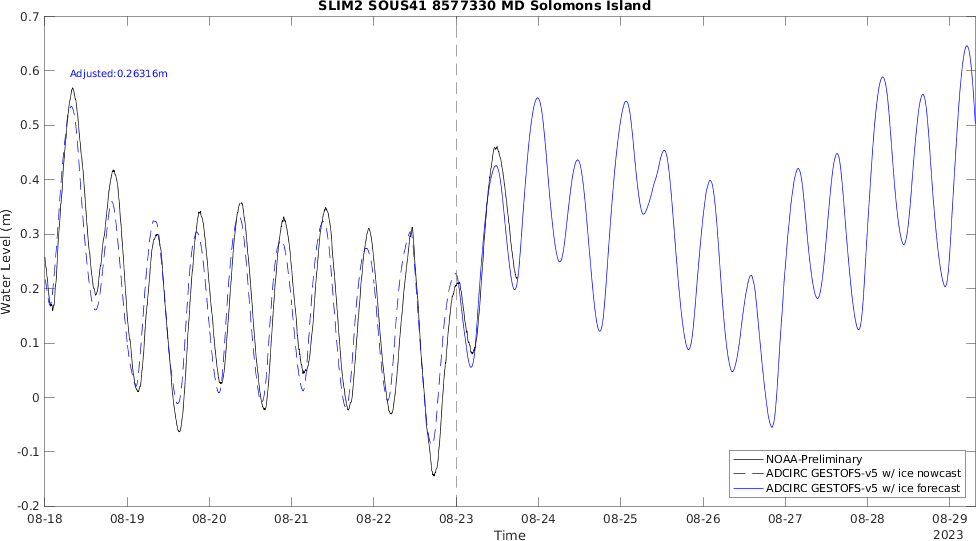 SLIM2 SOUS41 8577330 MD Solomons Island
0.7
0.6
0.5
0.4
0.3
0.2
0.1
0
-0.1
-0.2
Water Level (m)
Adjusted:0.26316m
NOAA-Preliminary
ADCIRC GESTOFS-v5 w/ ice nowcast
ADCIRC GESTOFS-v5 w/ ice forecast
08-18 08-19 08-20 08-21 08-22 08-23 08-24 08-25 08-26 08-27 08-28 08-29
Time 2023